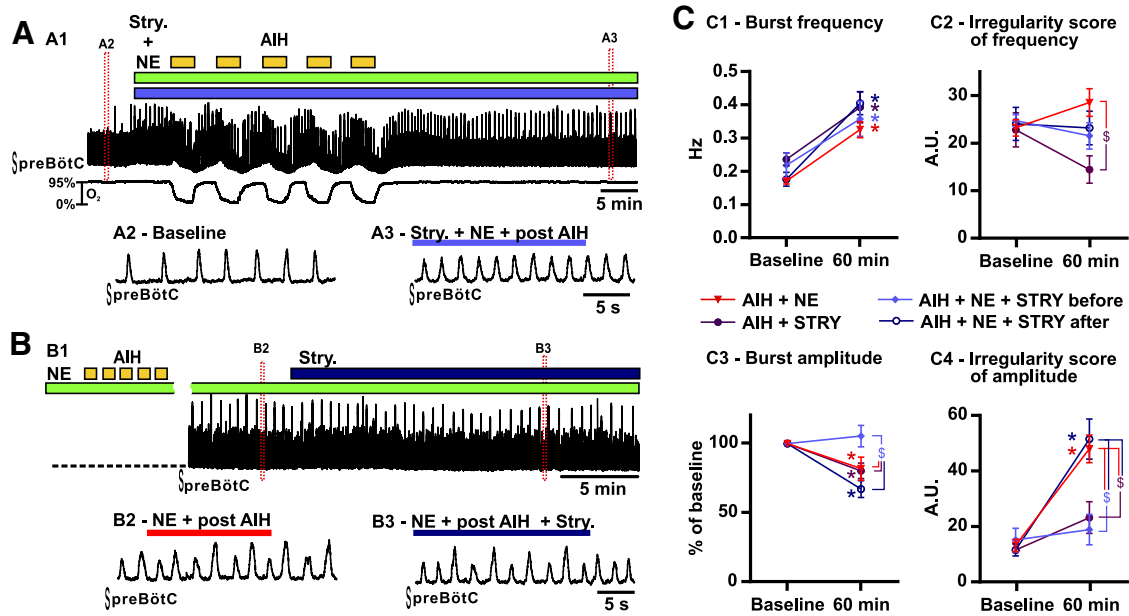 A
A1
A2
Stry.
+
NE
AIH
A3
∫preBötC
95%
0%
O2
5 min
A2 - Baseline
A3 - Stry. + NE + post AIH
∫preBötC
∫preBötC
5 s
B
B1
NE
AIH
B2
Stry.
B3
∫preBötC
5 min
B2 - NE + post AIH
B3 - NE + post AIH + Stry.
∫preBötC
∫preBötC
5 s
C
C1 - Burst frequency
Hz
0.5
0.4
0.3
0.2
0.1
0.0
* * * *
Baseline 60 min
C2 - Irregularity score
of frequency
A.U.
30
20
10
0
$
Baseline 60 min
AIH + NE
AIH + STRY
AIH + NE + STRY before
AIH + NE + STRY after
C3 - Burst amplitude
% of baseline
100
50
0
* * *
$
Baseline 60 min
C4 - Irregularity score
of amplitude
A.U.
60
40
20
0
* *
$ $
Baseline 60 min